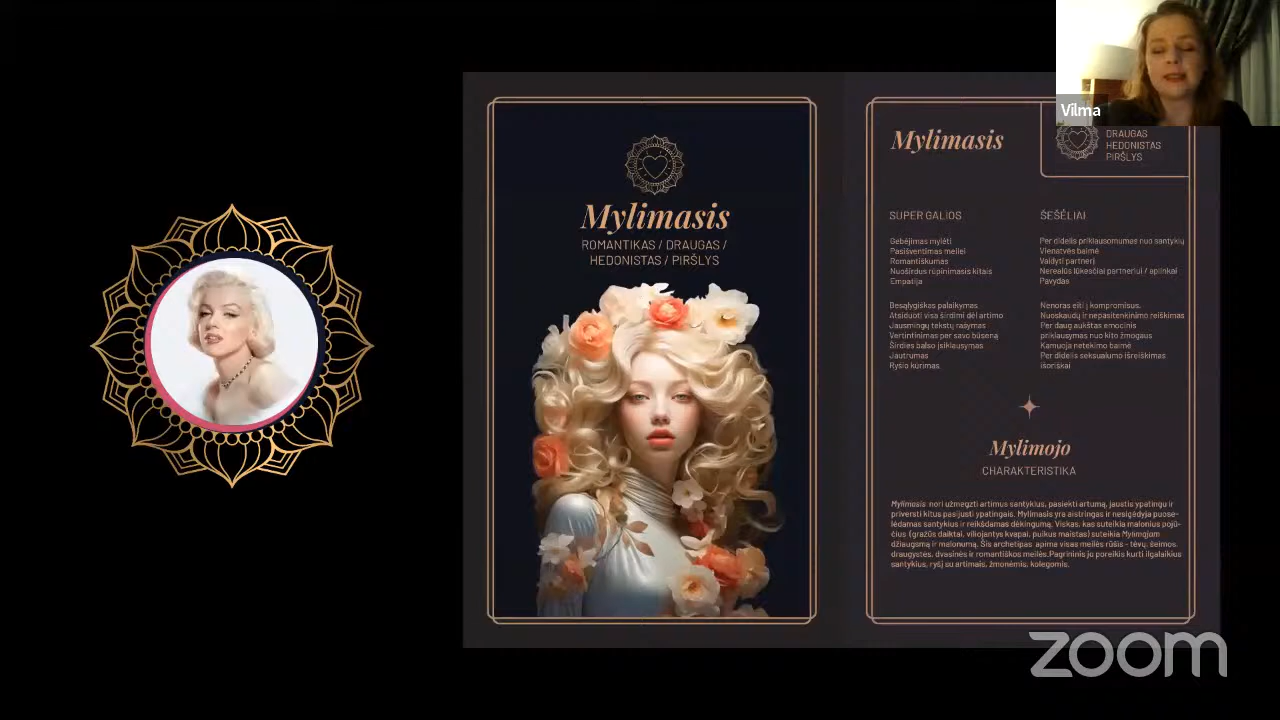 Vilma
Mylimasis
ROMANTIKAS / DRAUGAS /
HEDONISTAS / PIRŠLYS
Mylimasis
DRAUGAS
HEDONISTAS
PIRŠLYS
SUPER GALIOS
Gebėjimas mylėti
Pasišventimas meilei
Romantiškumas
Nuoširdus rūpinimasis kitais
Empatija
Besąlygiškas palaikymas
Atsiduoti visa širdimi dėl artimo
Jausmingų tekstų rašymas
Vertinimas per savo būseną
Širdies balso įsiklausymas
Jautrumas
Ryšio kūrimas
ŠEŠĖLIAI
Per didelis priklausomumas nuo santykių
Vienatvės baimė
Valdyti partnerį
Nerealūs lūkesčiai partneriui / aplinkai
Pavydas
Nenoras eiti į kompromisus.
Nuoskaudų ir nepasitenkinimo reiškimas
Per daug aukštas emocinis
priklausymas nuo kito žmogaus
Kamuoja netekimo baimė
Per didelis seksualumo išreiškimas
išoriškai
Mylimojo
CHARAKTERISTIKA
Mylimasis nori užmegzti artimus santykius, pasiekti artumą, jaustis ypatingu ir
priversti kitus pasijusti ypatingais. Mylimasis yra aistringas ir nesigėdyja puose-
lėdamas santykius ir reikšdamas dėkingumą. Viskas, kas suteikia malonius pojū-
čius (gražūs daiktai, viliojantys kvapai, puikus maistas) suteikia Mylimajam
džiaugsmą ir malonumą. Šis archetipas apima visas meilės rūšis - tėvų, šeimos,
draugystės, dvasinės ir romantiškos meilės.Pagrininis jų poreikis kurti ilgalaikius
santykius, ryšį su artimais, žmonėmis, kolegomis.
zoom